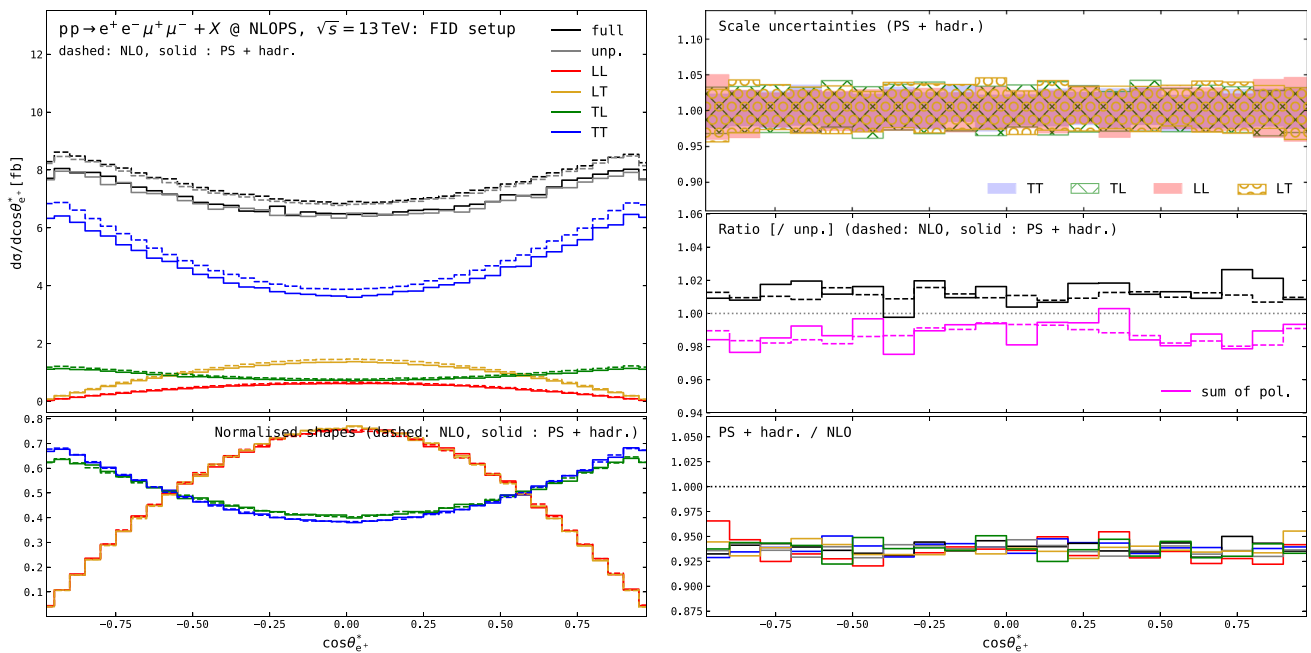 pp → e⁺ e⁻ μ⁺ μ⁻ + X @ NLOPS, √s = 13 TeV: FID setup
dashed: NLO, solid : PS + hadr.
full
unp.
LL
LT
TL
TT
dσ/dcosθ*e⁺ [fb]
12
10
8
6
4
2
0
Normalised shapes (dashed: NLO, solid : PS + hadr.)
0.8
0.7
0.6
0.5
0.4
0.3
0.2
0.1
−0.75
−0.50
−0.25
0.00
0.25
0.50
0.75
cosθ*e⁺
Scale uncertainties (PS + hadr.)
1.10
1.05
1.00
0.95
0.90
TT
TL
LL
LT
Ratio [/ unp.] (dashed: NLO, solid : PS + hadr.)
1.06
1.04
1.02
1.00
0.98
0.96
0.94
sum of pol.
PS + hadr. / NLO
1.050
1.025
1.000
0.975
0.950
0.925
0.900
0.875
−0.75
−0.50
−0.25
0.00
0.25
0.50
0.75
cosθ*e⁺